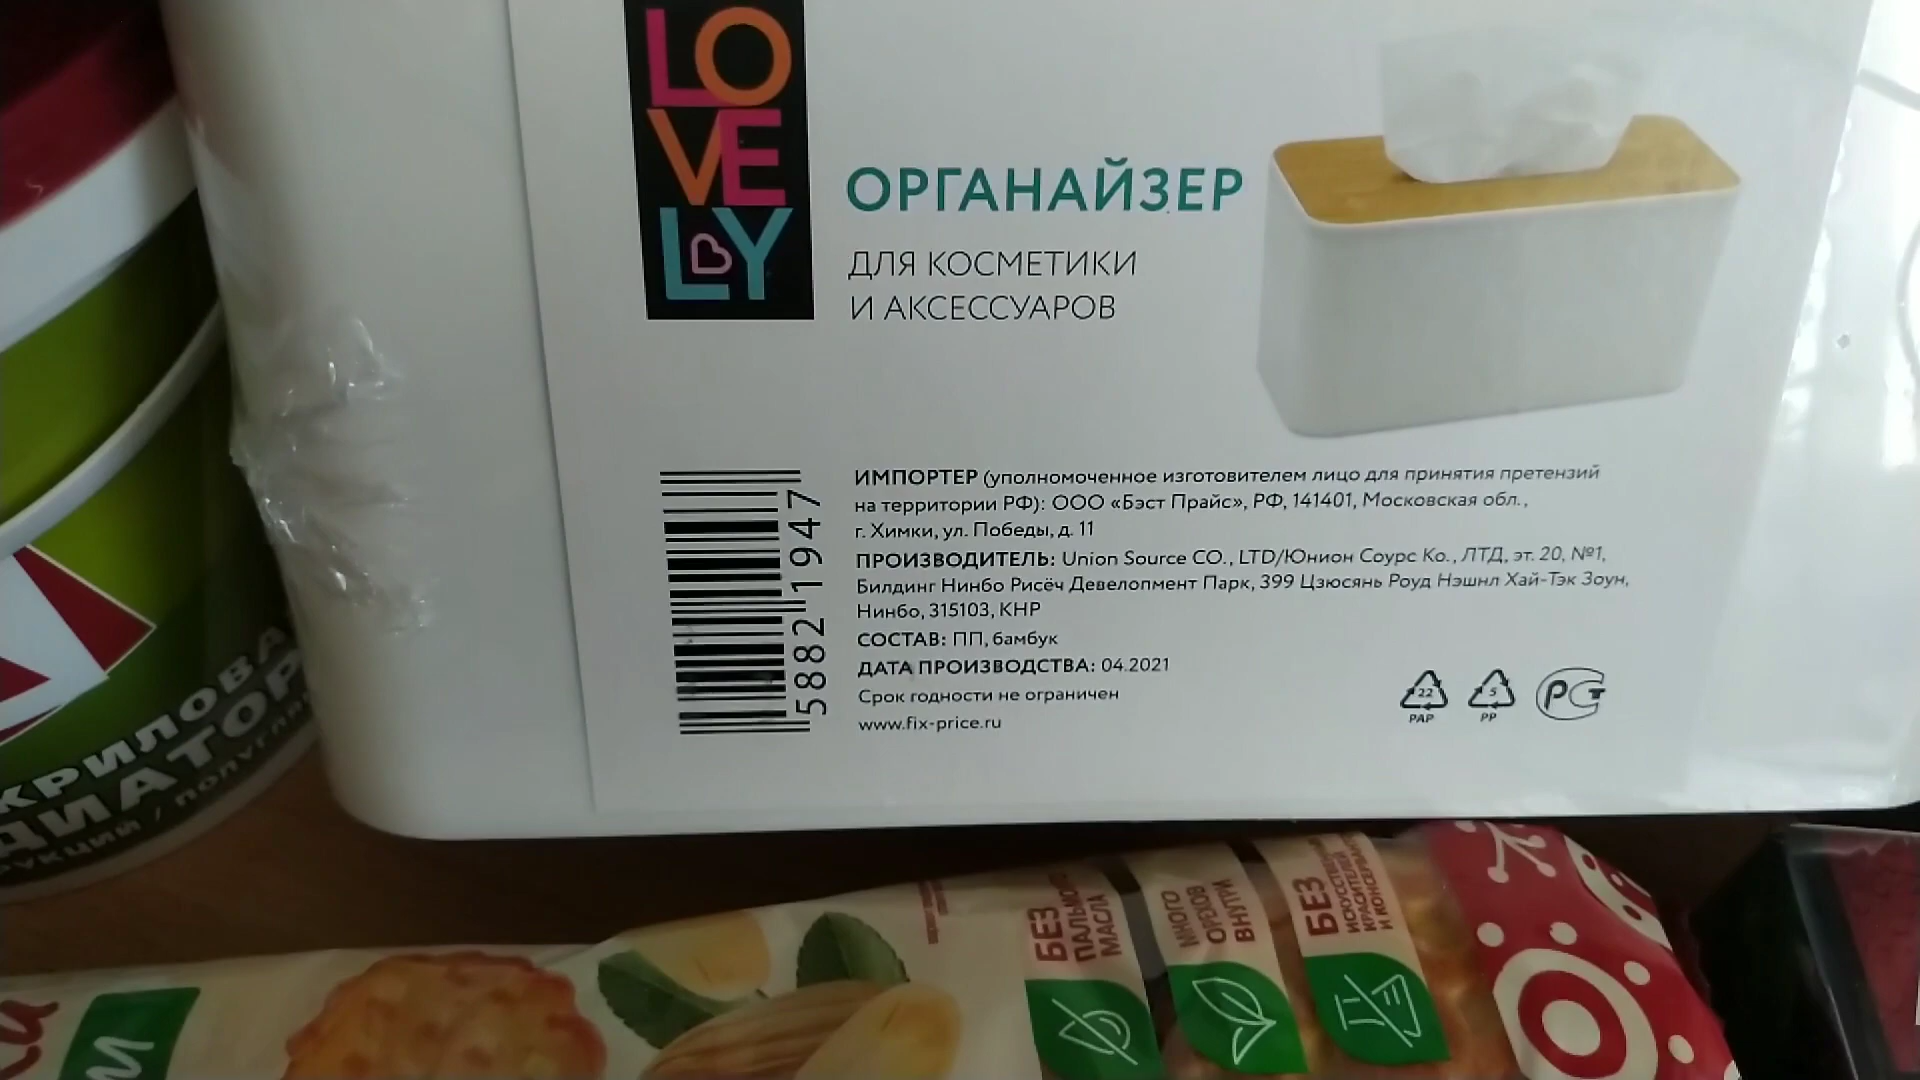 LO
VE
LY
ОРГАНАЙЗЕР
ДЛЯ КОСМЕТИКИ
И АКСЕССУАРОВ
ИМПОРТЕР (уполномоченное изготовителем лицо для принятия претензий
на территории РФ): ООО «Бэст Прайс», РФ, 141401, Московская обл.,
г. Химки, ул. Победы, д. 11
ПРОИЗВОДИТЕЛЬ: Union Source CO., LTD/Юнион Соурс Ко., ЛТД, эт. 20, №1,
Билдинг Нинбо Рисёч Девелопмент Парк, 399 Цзюсянь Роуд Нэшнл Хай-Тэк Зоун,
Нинбо, 315103, КНР
СОСТАВ: ПП, бамбук
ДАТА ПРОИЗВОДСТВА: 04.2021
Срок годности не ограничен
www.fix-price.ru
5882 1947
22
PAP
5
PP
РСТ
БЕЗ
ПАЛЬМОВО
МАСЛА
МНОГО
ОРЕХОВ
ВНУТРИ
БЕЗ